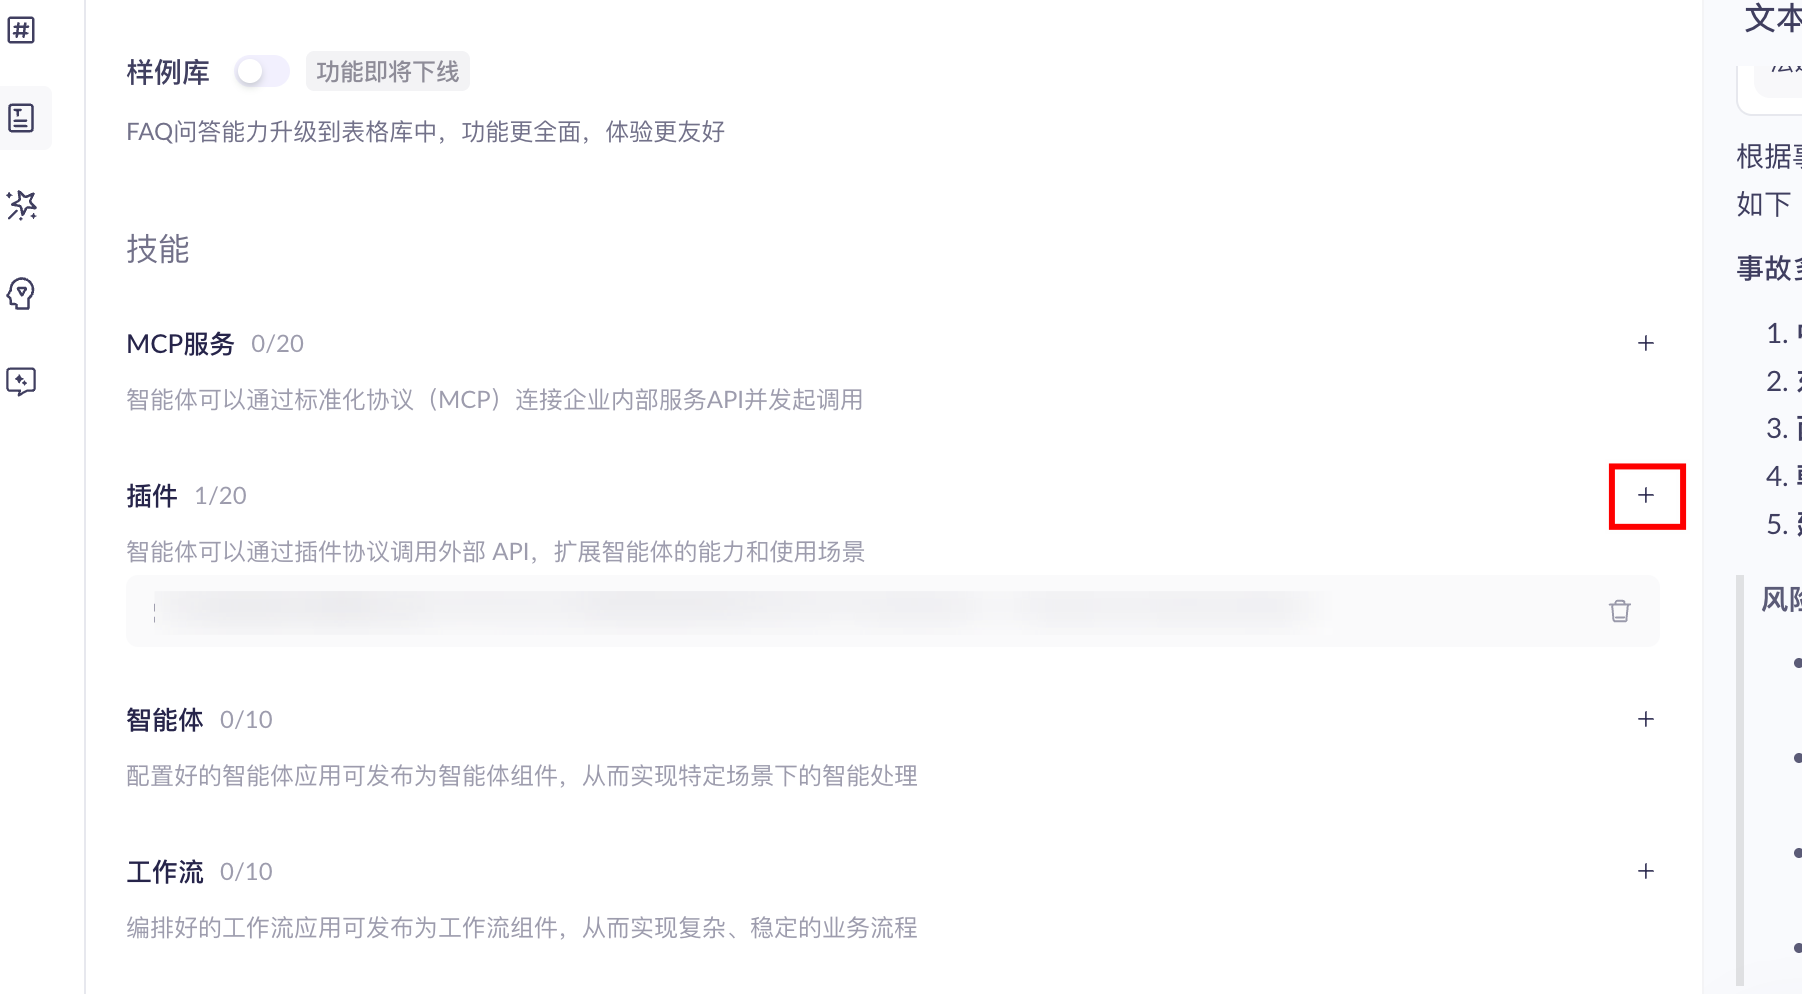 样例库 功能即将下线
FAQ问答能力升级到表格库中，功能更全面，体验更友好
技能
MCP服务 0/20
智能体可以通过标准化协议（MCP）连接企业内部服务API并发起调用
插件 1/20
智能体可以通过插件协议调用外部 API，扩展智能体的能力和使用场景
智能体 0/10
配置好的智能体应用可发布为智能体组件，从而实现特定场景下的智能处理
工作流 0/10
编排好的工作流应用可发布为工作流组件，从而实现复杂、稳定的业务流程
文本
根据
如下
事故
1.
2.
3.
4.
5.
风险